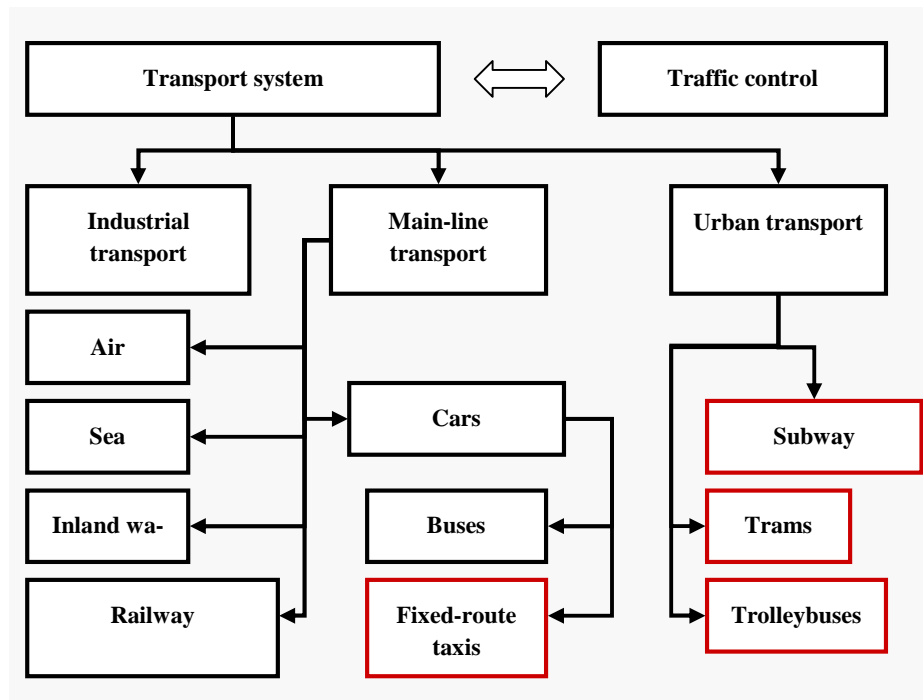 Transport system
Traffic control
Industrial
transport
Main-line
transport
Urban transport
Air
Cars
Sea
Subway
Inland wa-
Buses
Trams
Railway
Fixed-route
taxis
Trolleybuses